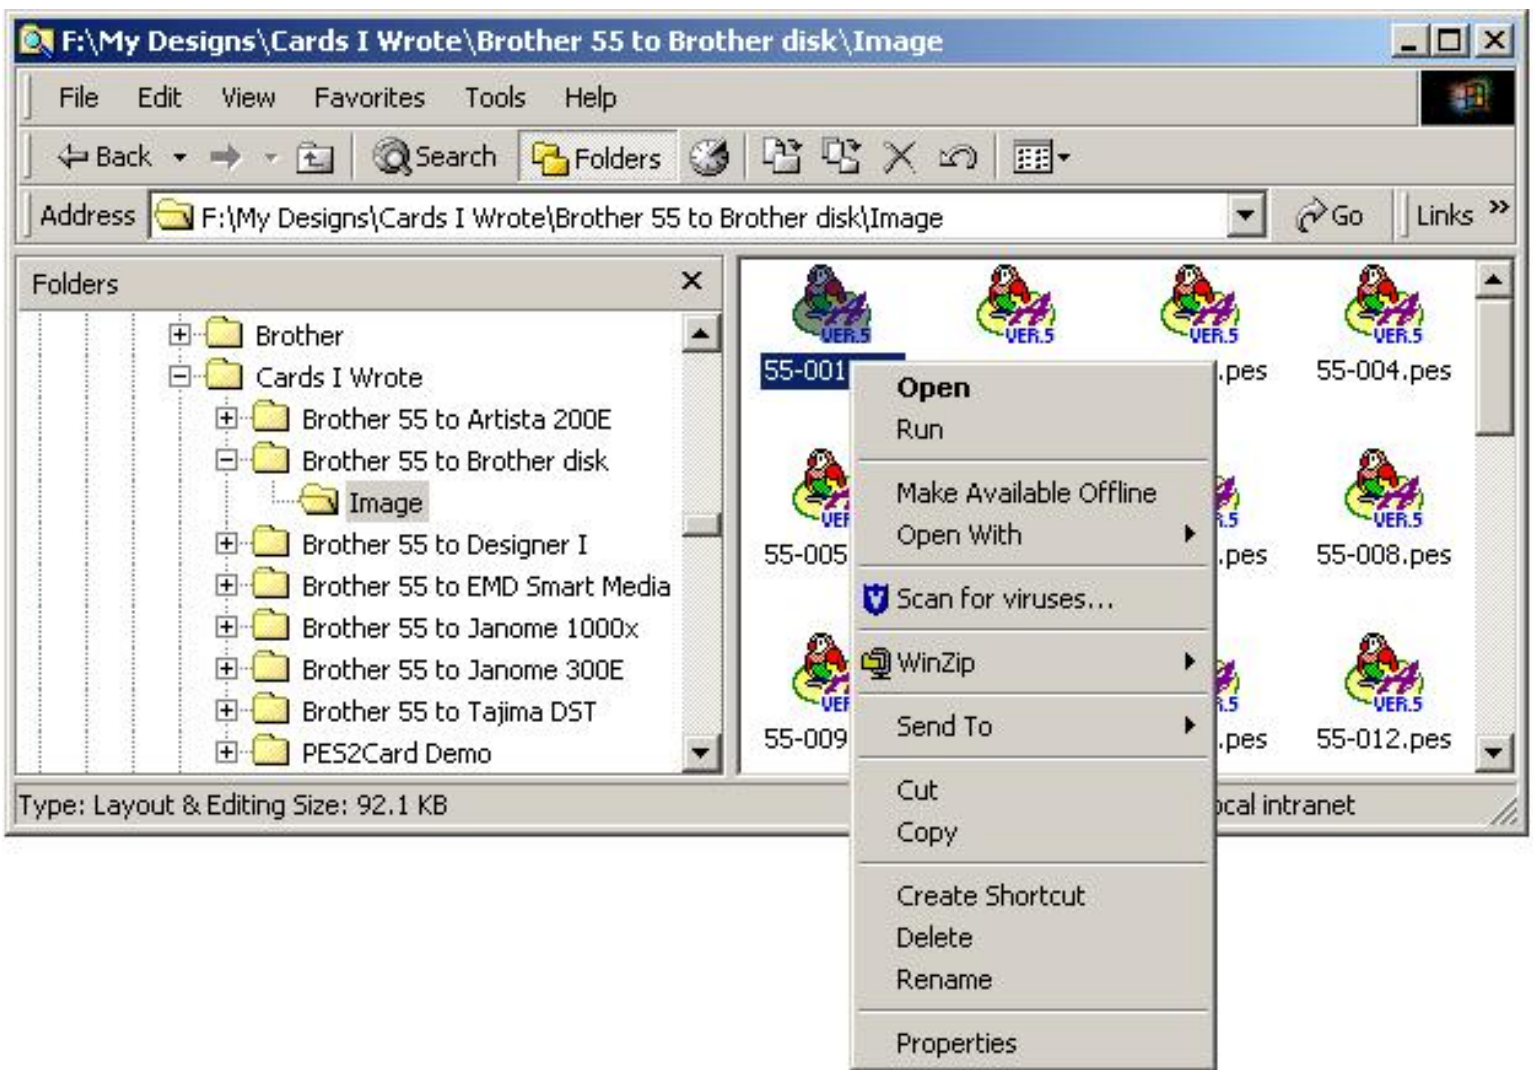 F:\My Designs\Cards I Wrote\Brother 55 to Brother disk\Image
File Edit View Favorites Tools Help
Back Search Folders
Address F:\My Designs\Cards I Wrote\Brother 55 to Brother disk\Image Go Links »
Folders
Brother
Cards I Wrote
Brother 55 to Artista 200E
Brother 55 to Brother disk
Image
Brother 55 to Designer I
Brother 55 to EMD Smart Media
Brother 55 to Janome 1000x
Brother 55 to Janome 300E
Brother 55 to Tajima DST
PES2Card Demo
VER.5 VER.5 VER.5 VER.5
55-001 .pes 55-004.pes
VER.5
55-005 .pes 55-008.pes
VER.5
55-009 .pes 55-012.pes
Open
Run
Make Available Offline
Open With
Scan for viruses...
WinZip
Send To
Cut
Copy
Create Shortcut
Delete
Rename
Properties
Type: Layout & Editing Size: 92.1 KB ocal intranet